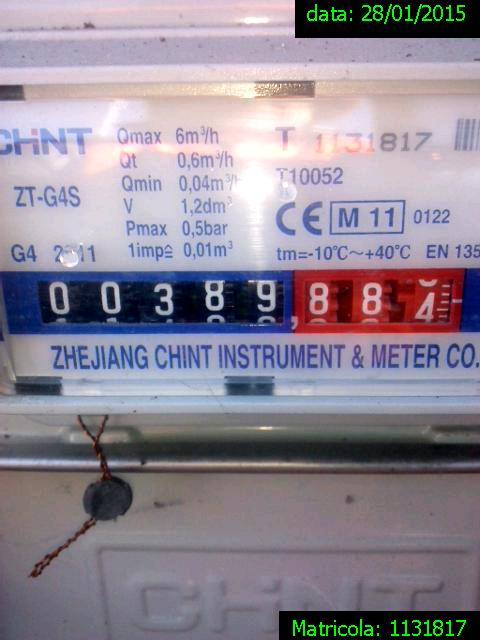 data: 28/01/2015
CHNT
Qmax 6m³/h
T 1131817
Qt 0,6m³/h
ZT-G4S
Qmin 0,04m³/h
T10052
V 1,2dm³
CE M 11 0122
Pmax 0,5bar
G4 2011
1imp≙ 0,01m³
tm=-10℃~+40℃ EN 135
00389,884
ZHEJIANG CHINT INSTRUMENT & METER CO.
CHNT
Matricola: 1131817